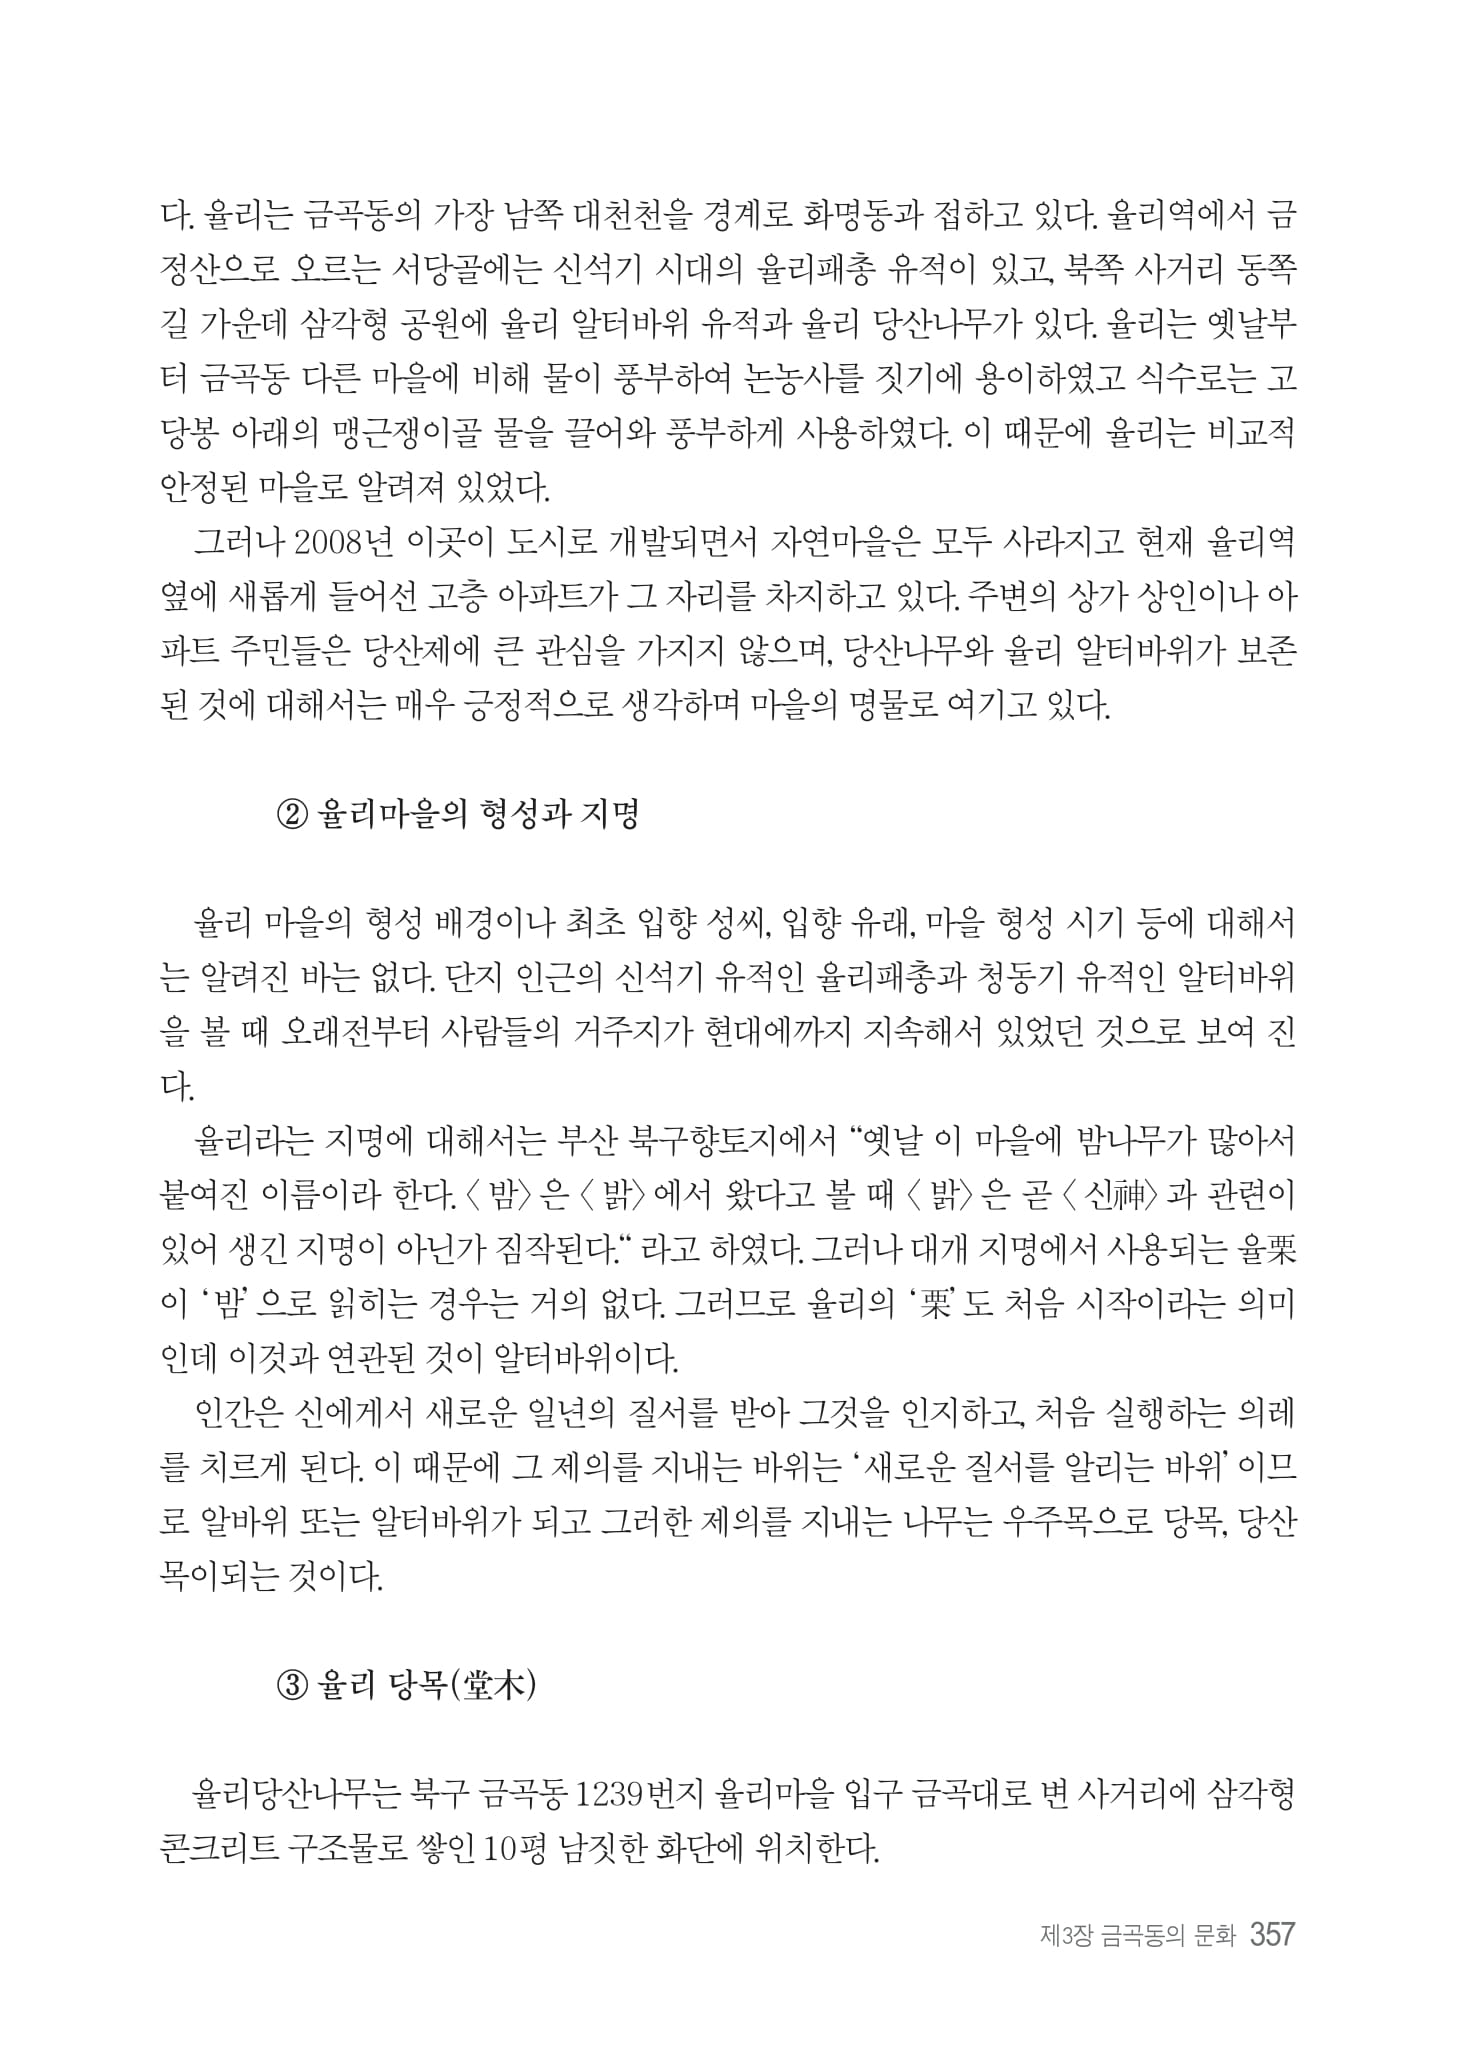 다. 율리는 금곡동의 가장 남쪽 대천천을 경계로 화명동과 접하고 있다. 율리역에서 금
정산으로 오르는 서당골에는 신석기 시대의 율리패총 유적이 있고, 북쪽 사거리 동쪽
길 가운데 삼각형 공원에 율리 알터바위 유적과 율리 당산나무가 있다. 율리는 옛날부
터 금곡동 다른 마을에 비해 물이 풍부하여 논농사를 짓기에 용이하였고 식수로는 고
당봉 아래의 맹근쟁이골 물을 끌어와 풍부하게 사용하였다. 이 때문에 율리는 비교적
안정된 마을로 알려져 있었다.
그러나 2008년 이곳이 도시로 개발되면서 자연마을은 모두 사라지고 현재 율리역
옆에 새롭게 들어선 고층 아파트가 그 자리를 차지하고 있다. 주변의 상가 상인이나 아
파트 주민들은 당산제에 큰 관심을 가지지 않으며, 당산나무와 율리 알터바위가 보존
된 것에 대해서는 매우 긍정적으로 생각하며 마을의 명물로 여기고 있다.
② 율리마을의 형성과 지명
율리 마을의 형성 배경이나 최초 입향 성씨, 입향 유래, 마을 형성 시기 등에 대해서
는 알려진 바는 없다. 단지 인근의 신석기 유적인 율리패총과 청동기 유적인 알터바위
을 볼 때 오래전부터 사람들의 거주지가 현대에까지 지속해서 있었던 것으로 보여 진
다.
율리라는 지명에 대해서는 부산 북구향토지에서 “옛날 이 마을에 밤나무가 많아서
붙여진 이름이라 한다.〈 밤〉은〈 밝〉에서 왔다고 볼 때〈 밝〉은 곧〈 신神〉과 관련이
있어 생긴 지명이 아닌가 짐작된다.“ 라고 하였다. 그러나 대개 지명에서 사용되는 율栗
이 ‘밤’ 으로 읽히는 경우는 거의 없다. 그러므로 율리의 ‘栗’ 도 처음 시작이라는 의미
인데 이것과 연관된 것이 알터바위이다.
인간은 신에게서 새로운 일년의 질서를 받아 그것을 인지하고, 처음 실행하는 의례
를 치르게 된다. 이 때문에 그 제의를 지내는 바위는 ‘새로운 질서를 알리는 바위’ 이므
로 알바위 또는 알터바위가 되고 그러한 제의를 지내는 나무는 우주목으로 당목, 당산
목이되는 것이다.
③ 율리 당목(堂木)
율리당산나무는 북구 금곡동 1239번지 율리마을 입구 금곡대로 변 사거리에 삼각형
콘크리트 구조물로 쌓인 10평 남짓한 화단에 위치한다.
제3장 금곡동의 문화 357